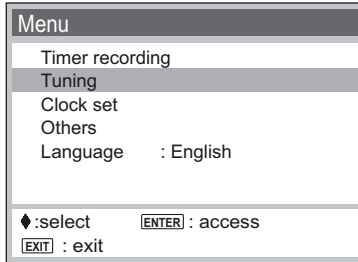 Menu
Timer recording
Tuning
Clock set
Others
Language : English
:select ENTER : access
EXIT : exit